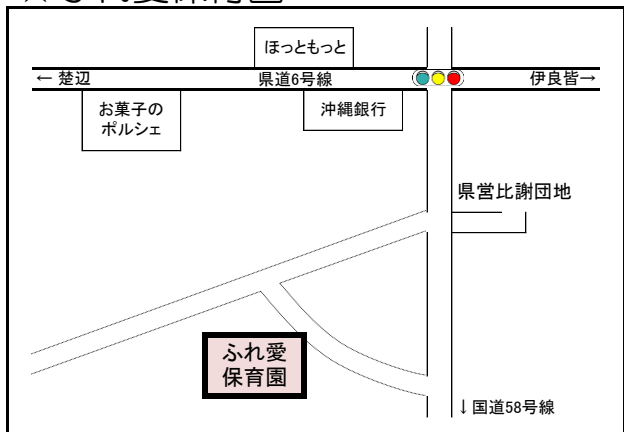 ほっともっと
← 楚辺
県道6号線
伊良皆→
お菓子の
ポルシェ
沖縄銀行
県営比謝団地
ふれ愛
保育園
↓国道58号線